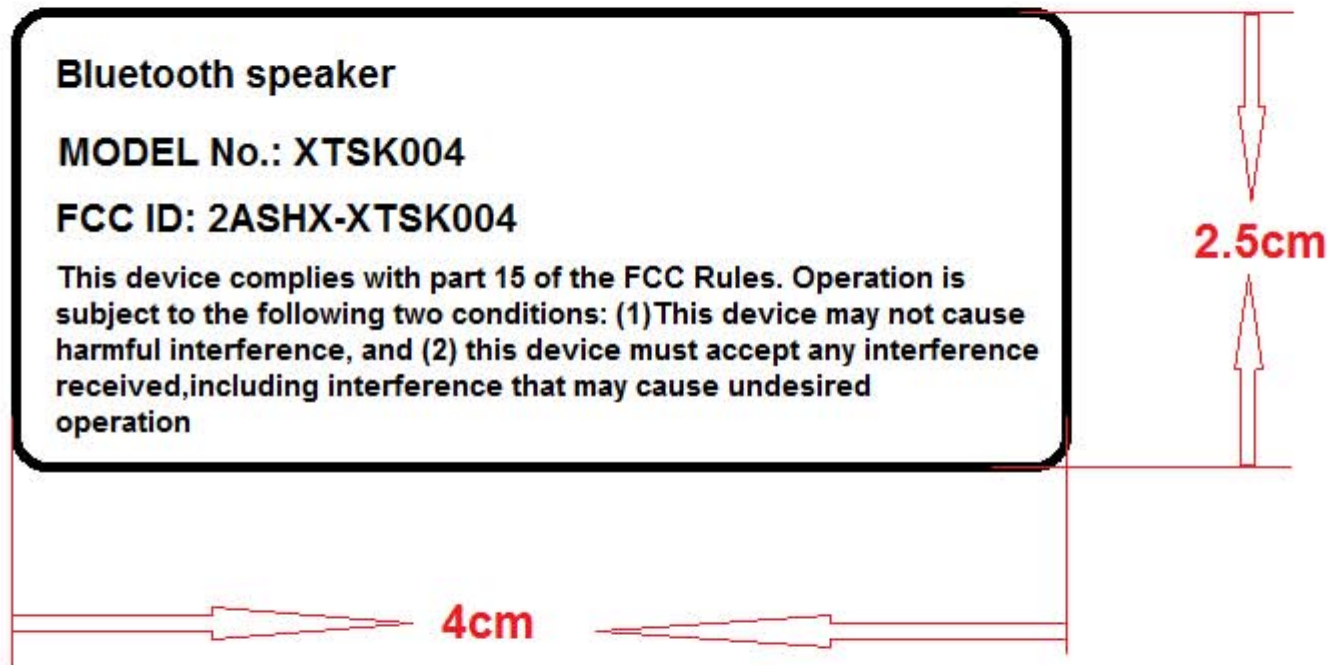 Bluetooth speaker
MODEL No.: XTSK004
FCC ID: 2ASHX-XTSK004
This device complies with part 15 of the FCC Rules. Operation is
subject to the following two conditions: (1)This device may not cause
harmful interference, and (2) this device must accept any interference
received,including interference that may cause undesired
operation
2.5cm
4cm